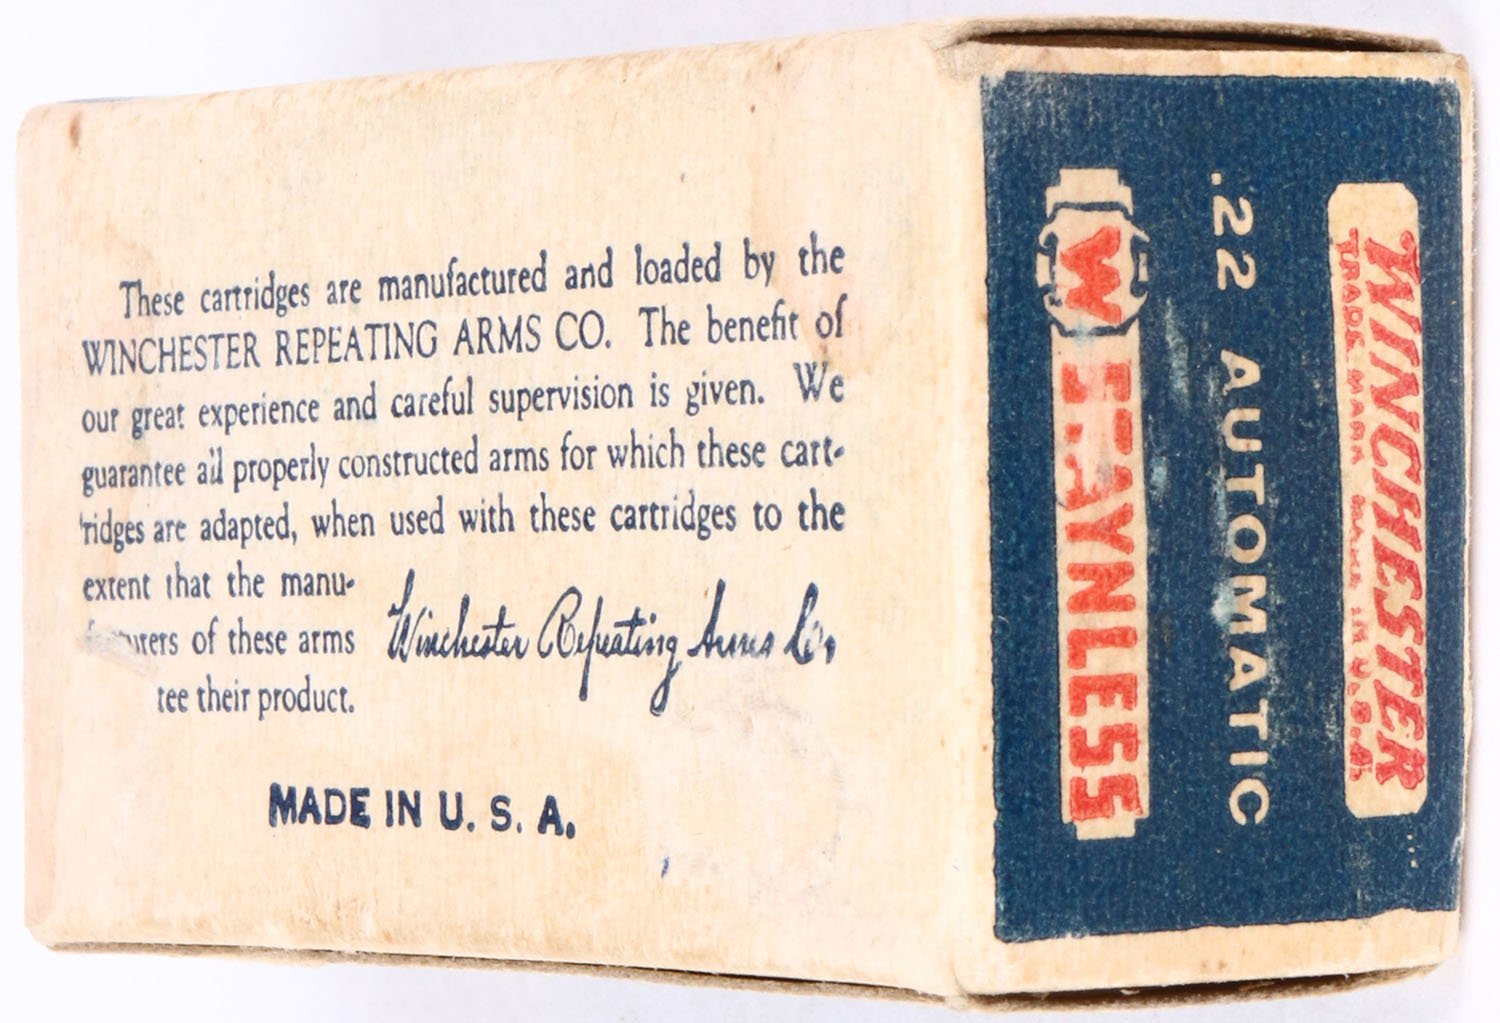 These cartridges are manufactured and loaded by the
WINCHESTER REPEATING ARMS CO. The benefit of
our great experience and careful supervision is given. We
guarantee all properly constructed arms for which these cart-
ridges are adapted, when used with these cartridges to the
extent that the manu-
of these arms
tee their product.
Winchester Repeating Arms Co.
MADE IN U. S. A.
WINCHESTER
TRADE MARK MADE IN U.S.A.
.22 AUTOMATIC
W STAYNLESS